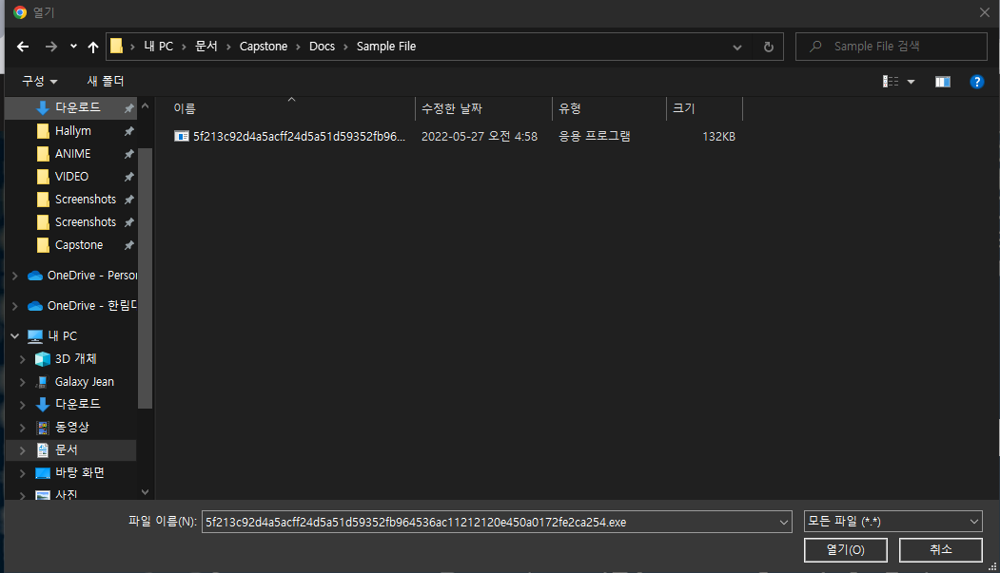 열기
내 PC › 문서 › Capstone › Docs › Sample File
Sample File 검색
구성
새 폴더
다운로드
Hallym
ANIME
VIDEO
Screenshots
Screenshots
Capstone
OneDrive - Person
OneDrive - 한림대
내 PC
3D 개체
Galaxy Jean
다운로드
동영상
문서
바탕 화면
사진
이름 수정한 날짜 유형 크기
5f213c92d4a5acff24d5a51d59352fb96... 2022-05-27 오전 4:58 응용 프로그램 132KB
파일 이름(N): 5f213c92d4a5acff24d5a51d59352fb964536ac11212120e450a0172fe2ca254.exe
모든 파일 (*.*)
열기(O) 취소